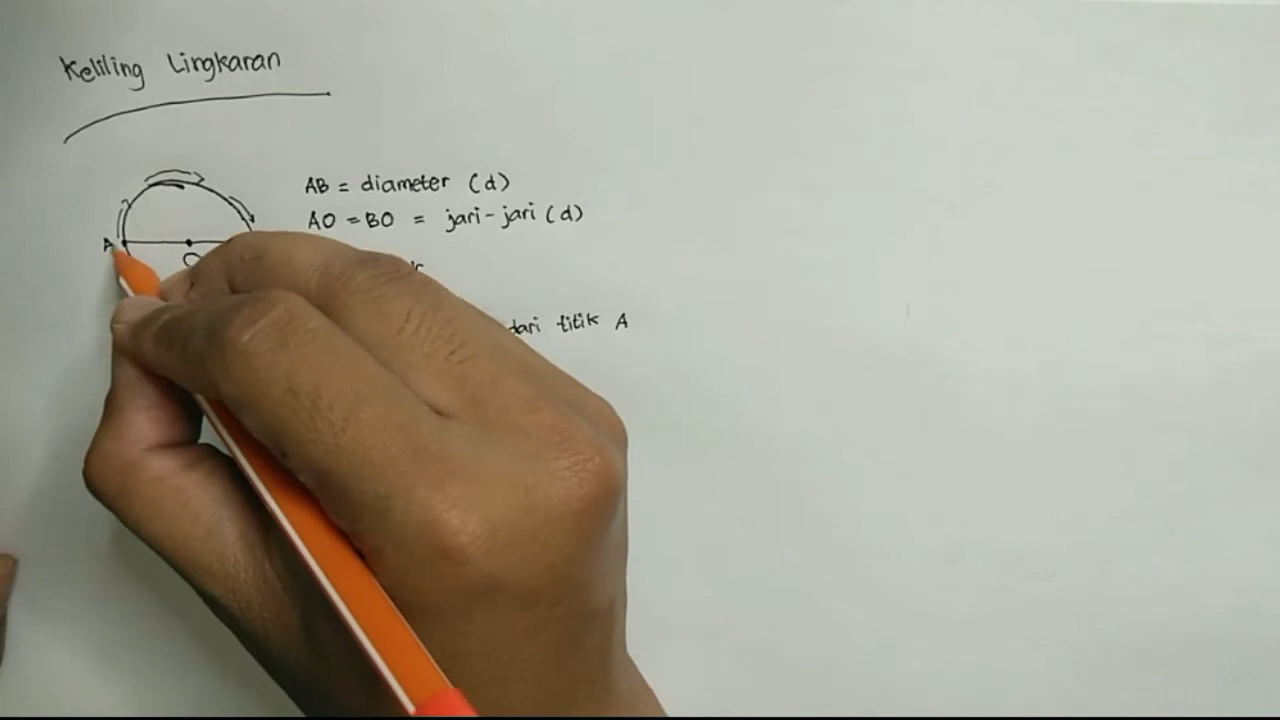 Keliling Lingkaran
AB = diameter (d)
AO = BO = jari-jari (d)
A
O
r
dari titik A